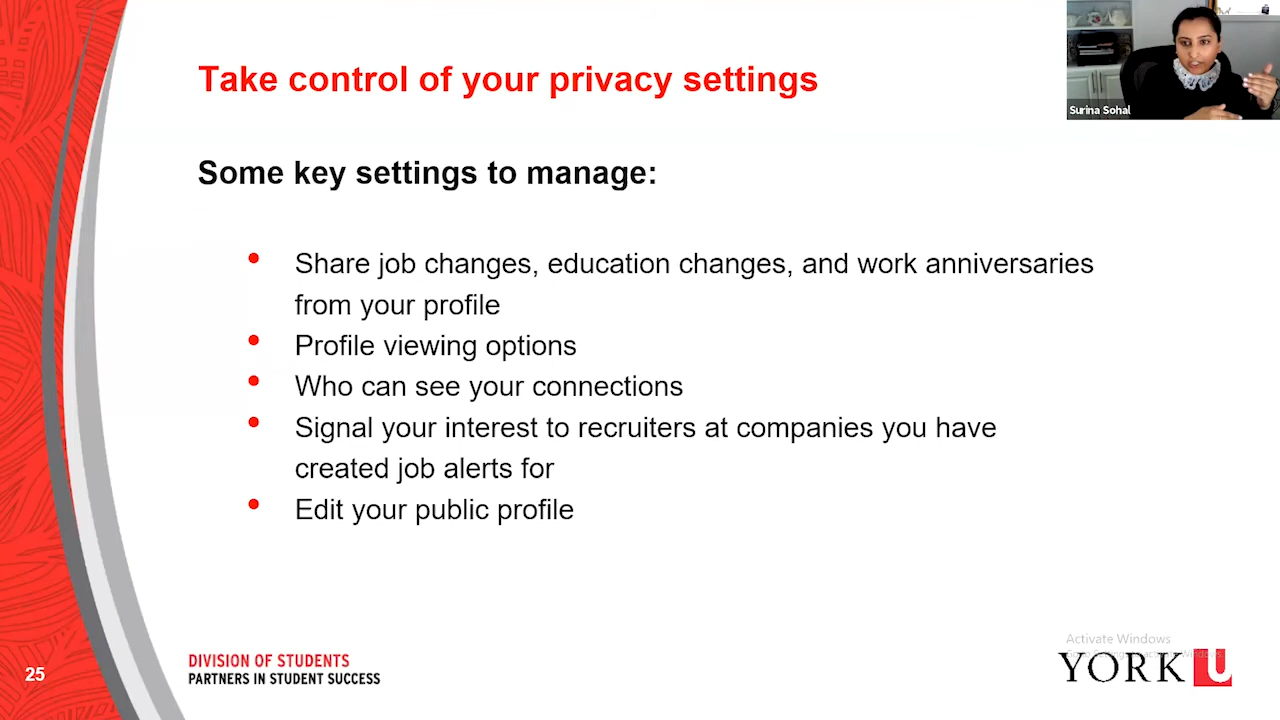 Take control of your privacy settings
Surina Sohal
Some key settings to manage:
• Share job changes, education changes, and work anniversaries
from your profile
• Profile viewing options
• Who can see your connections
• Signal your interest to recruiters at companies you have
created job alerts for
• Edit your public profile
25
DIVISION OF STUDENTS
PARTNERS IN STUDENT SUCCESS
Activate Windows
YORK U